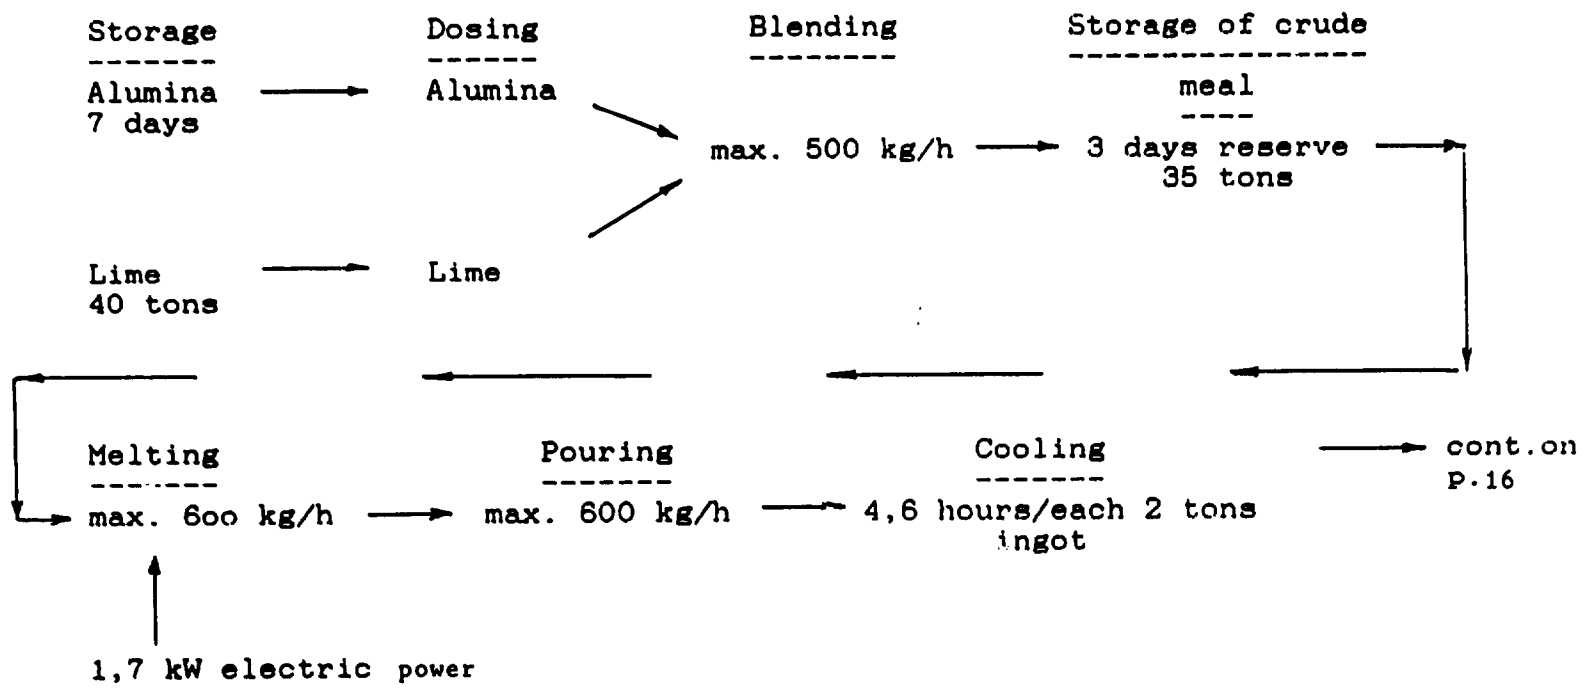 Storage
Dosing
Blending
Storage of crude
meal
Alumina
7 days
Alumina
max. 500 kg/h
3 days reserve
35 tons
Lime
40 tons
Lime
Melting
Pouring
Cooling
cont.on
p.16
max. 6oo kg/h
max. 600 kg/h
4,6 hours/each 2 tons
ingot
1,7 kW electric power